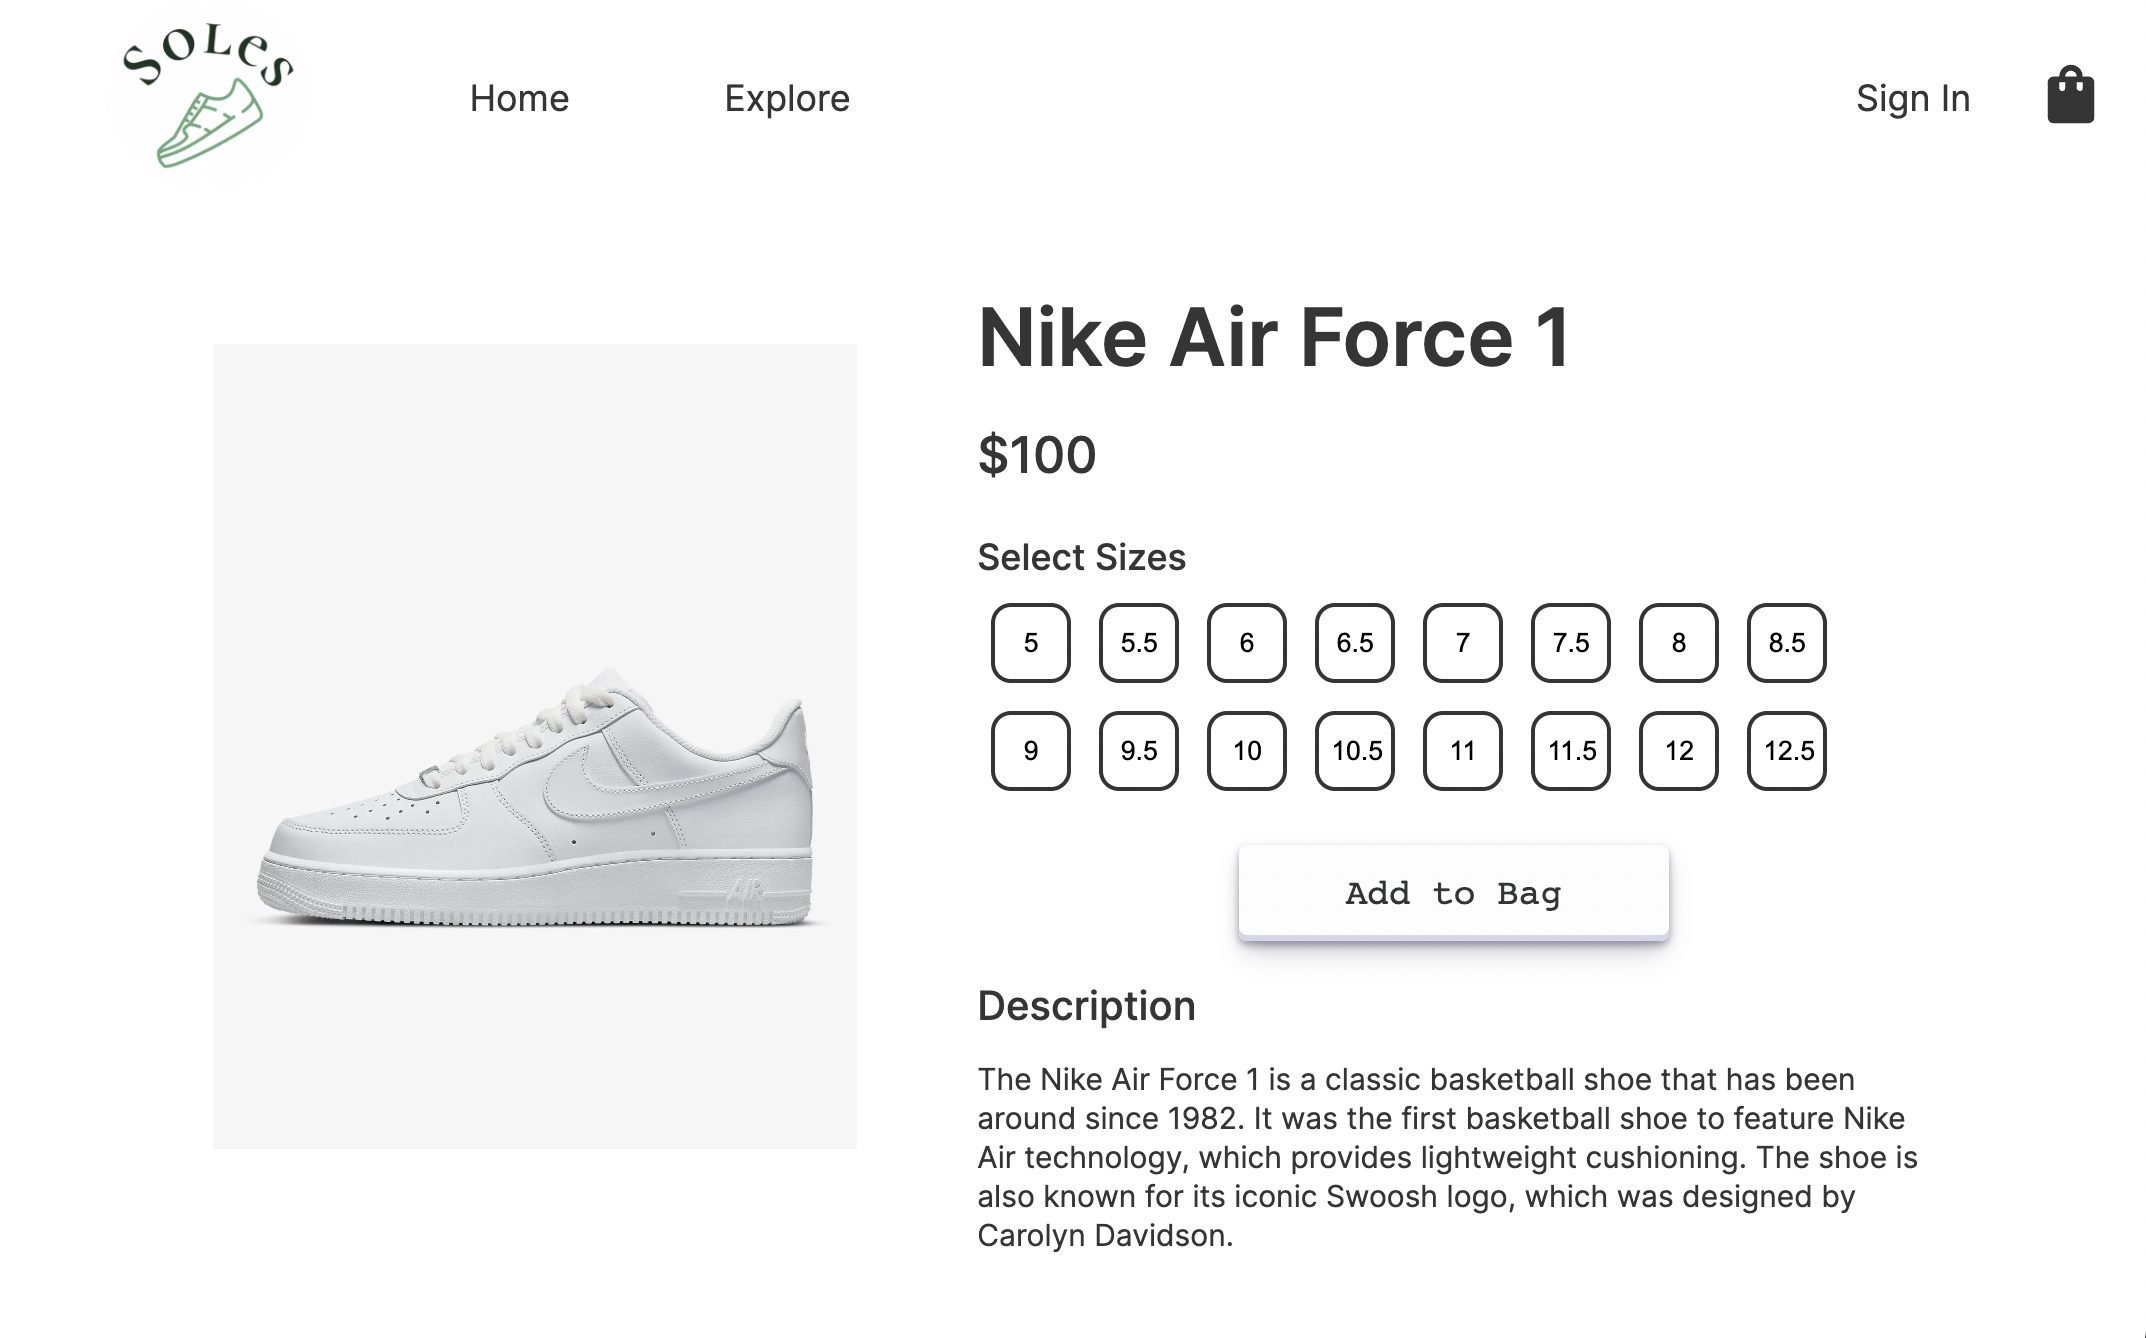 Soles
Home
Explore
Sign In
Nike Air Force 1
$100
Select Sizes
5 5.5 6 6.5 7 7.5 8 8.5
9 9.5 10 10.5 11 11.5 12 12.5
AIR
Add to Bag
Description
The Nike Air Force 1 is a classic basketball shoe that has been
around since 1982. It was the first basketball shoe to feature Nike
Air technology, which provides lightweight cushioning. The shoe is
also known for its iconic Swoosh logo, which was designed by
Carolyn Davidson.